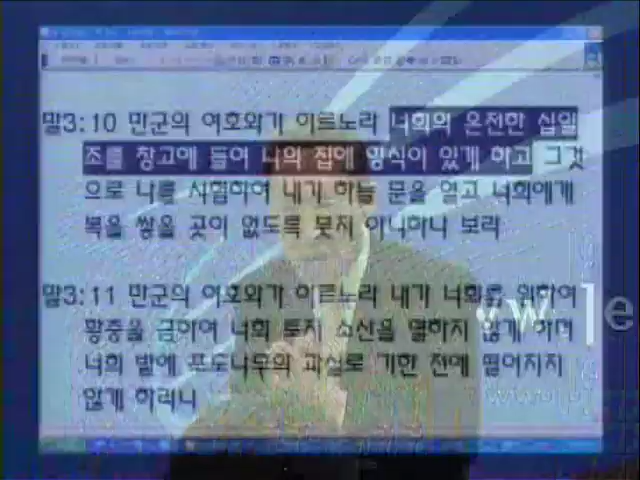 말3:10 만군의 여호와가 이르노라 너희의 온전한 십일
조를 창고에 들여 나의 집에 양식이 있게 하고 그것
으로 나를 시험하여 내가 하늘 문을 열고 너희에게
복을 쌓을 곳이 없도록 붓지 아니하나 보라
말3:11 만군의 여호와가 이르노라 내가 너희를 위하여
황충을 금하여 너희 토지 소산을 멸하지 않게 하며
너희 밭에 포도나무의 과실로 기한 전에 떨어지지
않게 하리니